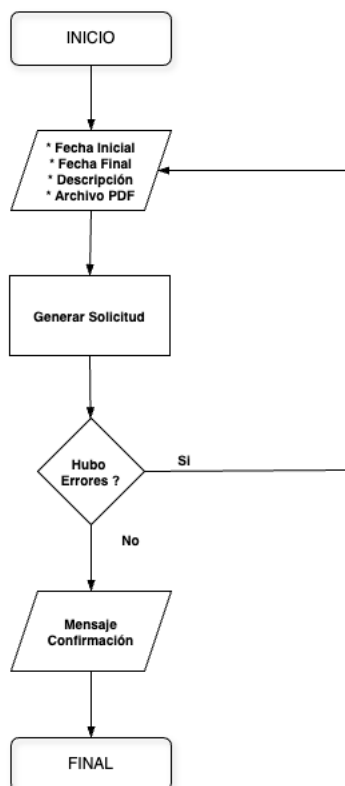 INICIO
* Fecha Inicial
* Fecha Final
* Descripción
* Archivo PDF
Generar Solicitud
Hubo
Errores ?
Si
No
Mensaje
Confirmación
FINAL